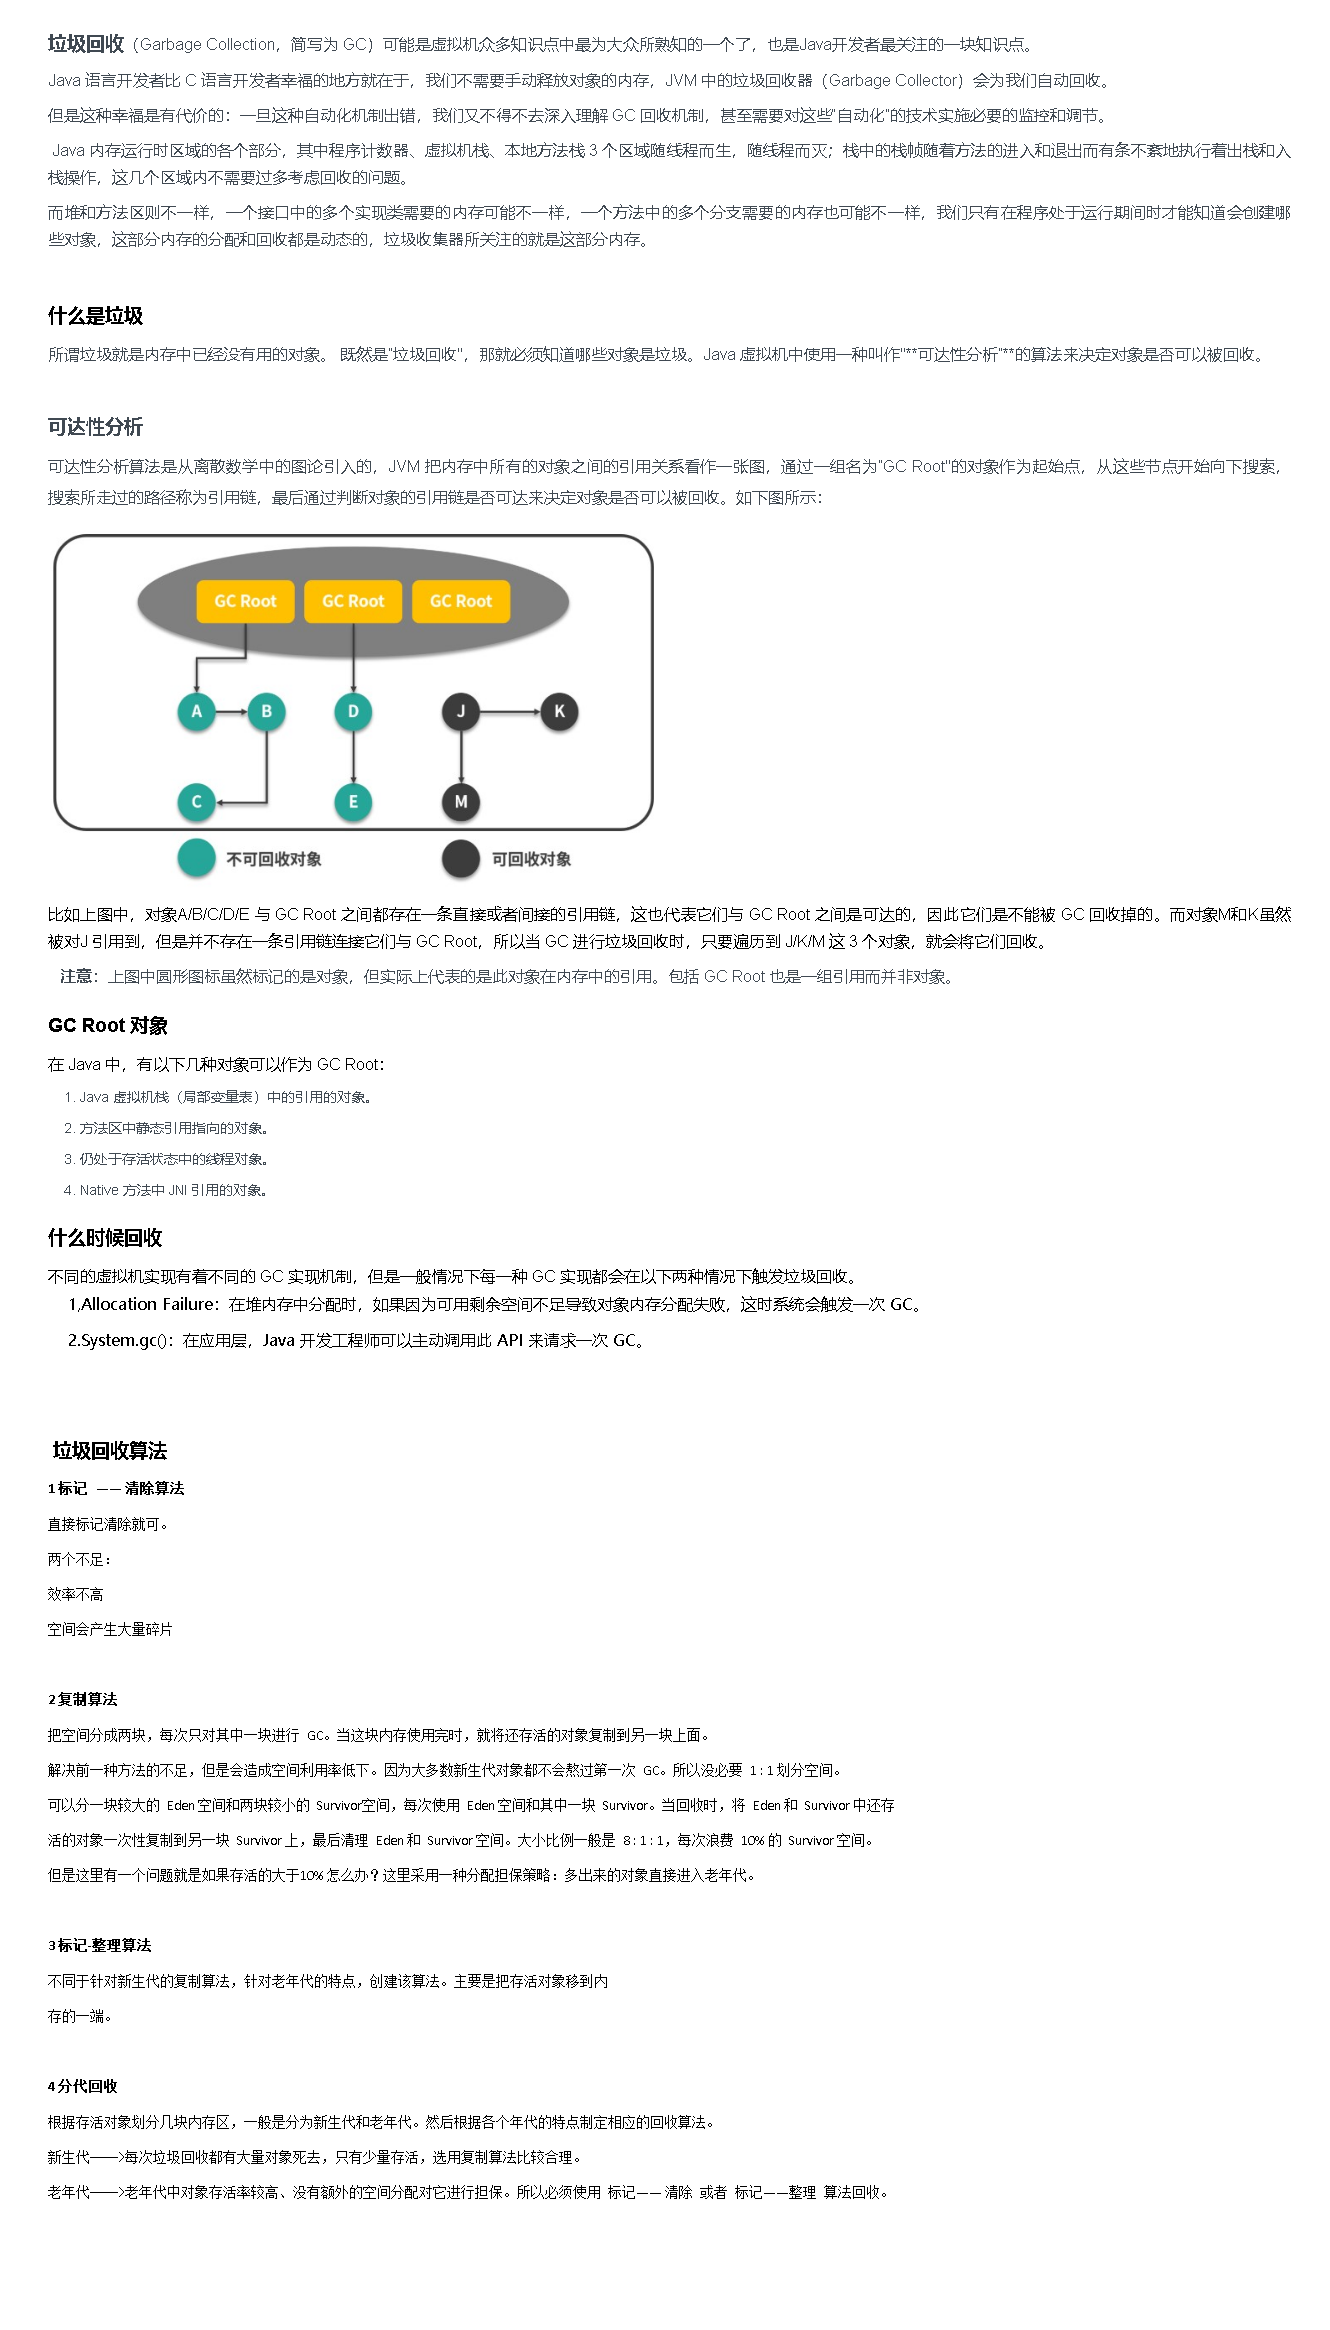 垃圾回收（Garbage Collection，简写为 GC）可能是虚拟机众多知识点中最为大众所熟知的一个了，也是Java开发者最关注的一块知识点。
Java 语言开发者比 C 语言开发者幸福的地方就在于，我们不需要手动释放对象的内存，JVM 中的垃圾回收器（Garbage Collector）会为我们自动回收。
但是这种幸福是有代价的：一旦这种自动化机制出错，我们又不得不去深入理解 GC 回收机制，甚至需要对这些"自动化"的技术实施必要的监控和调节。
Java 内存运行时区域的各个部分，其中程序计数器、虚拟机栈、本地方法栈 3 个区域随线程而生，随线程而灭；栈中的栈帧随着方法的进入和退出而有条不紊地执行着出栈和入
栈操作，这几个区域内不需要过多考虑回收的问题。
而堆和方法区则不一样，一个接口中的多个实现类需要的内存可能不一样，一个方法中的多个分支需要的内存也可能不一样，我们只有在程序处于运行期间时才能知道会创建哪
些对象，这部分内存的分配和回收都是动态的，垃圾收集器所关注的就是这部分内存。
什么是垃圾
所谓垃圾就是内存中已经没有用的对象。 既然是"垃圾回收"，那就必须知道哪些对象是垃圾。Java 虚拟机中使用一种叫作"**可达性分析"**的算法来决定对象是否可以被回收。
可达性分析
可达性分析算法是从离散数学中的图论引入的，JVM 把内存中所有的对象之间的引用关系看作一张图，通过一组名为"GC Root"的对象作为起始点，从这些节点开始向下搜索，
搜索所走过的路径称为引用链，最后通过判断对象的引用链是否可达来决定对象是否可以被回收。如下图所示：
GC Root GC Root GC Root
A B D J K
C E M
不可回收对象 可回收对象
比如上图中，对象A/B/C/D/E 与 GC Root 之间都存在一条直接或者间接的引用链，这也代表它们与 GC Root 之间是可达的，因此它们是不能被 GC 回收掉的。而对象M和K虽然
被对J 引用到，但是并不存在一条引用链连接它们与 GC Root，所以当 GC 进行垃圾回收时，只要遍历到 J/K/M 这 3 个对象，就会将它们回收。
注意：上图中圆形图标虽然标记的是对象，但实际上代表的是此对象在内存中的引用。包括 GC Root 也是一组引用而并非对象。
GC Root 对象
在 Java 中，有以下几种对象可以作为 GC Root：
1. Java 虚拟机栈（局部变量表）中的引用的对象。
2. 方法区中静态引用指向的对象。
3. 仍处于存活状态中的线程对象。
4. Native 方法中 JNI 引用的对象。
什么时候回收
不同的虚拟机实现有着不同的 GC 实现机制，但是一般情况下每一种 GC 实现都会在以下两种情况下触发垃圾回收。
1,Allocation Failure：在堆内存中分配时，如果因为可用剩余空间不足导致对象内存分配失败，这时系统会触发一次 GC。
2.System.gc()：在应用层，Java 开发工程师可以主动调用此 API 来请求一次 GC。
垃圾回收算法
1 标记 —— 清除算法
直接标记清除就可。
两个不足：
效率不高
空间会产生大量碎片
2 复制算法
把空间分成两块，每次只对其中一块进行 GC。当这块内存使用完时，就将还存活的对象复制到另一块上面。
解决前一种方法的不足，但是会造成空间利用率低下。因为大多数新生代对象都不会熬过第一次 GC。所以没必要 1 : 1 划分空间。
可以分一块较大的 Eden 空间和两块较小的 Survivor空间，每次使用 Eden 空间和其中一块 Survivor。当回收时，将 Eden 和 Survivor 中还存
活的对象一次性复制到另一块 Survivor 上，最后清理 Eden 和 Survivor 空间。大小比例一般是 8 : 1 : 1，每次浪费 10% 的 Survivor 空间。
但是这里有一个问题就是如果存活的大于10% 怎么办？这里采用一种分配担保策略：多出来的对象直接进入老年代。
3 标记-整理算法
不同于针对新生代的复制算法，针对老年代的特点，创建该算法。主要是把存活对象移到内
存的一端。
4 分代回收
根据存活对象划分几块内存区，一般是分为新生代和老年代。然后根据各个年代的特点制定相应的回收算法。
新生代——>每次垃圾回收都有大量对象死去，只有少量存活，选用复制算法比较合理。
老年代——>老年代中对象存活率较高、没有额外的空间分配对它进行担保。所以必须使用 标记—— 清除 或者 标记——整理 算法回收。